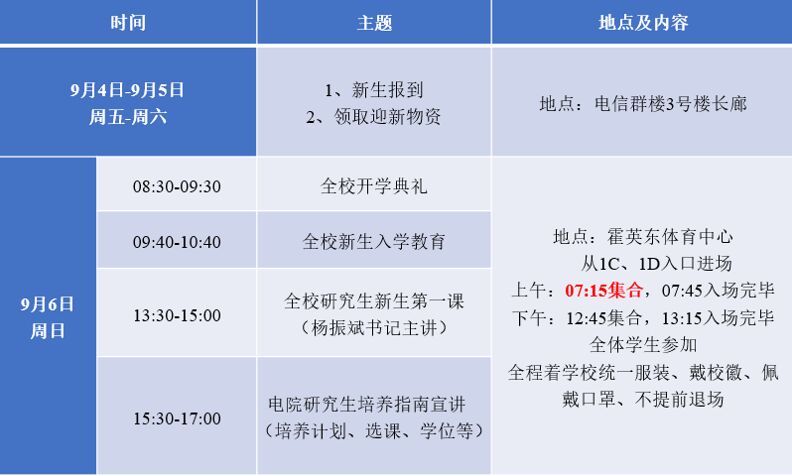 时间
主题
地点及内容
9月4日-9月5日
周五-周六
1、新生报到
2、领取迎新物资
地点：电信群楼3号楼长廊
9月6日
周日
08:30-09:30
全校开学典礼
09:40-10:40
全校新生入学教育
13:30-15:00
全校研究生新生第一课
（杨振斌书记主讲）
15:30-17:00
电院研究生培养指南宣讲
（培养计划、选课、学位等）
地点：霍英东体育中心
从1C、1D入口进场
上午：07:15集合，07:45入场完毕
下午：12:45集合，13:15入场完毕
全体学生参加
全程着学校统一服装、戴校徽、佩
戴口罩、不提前退场